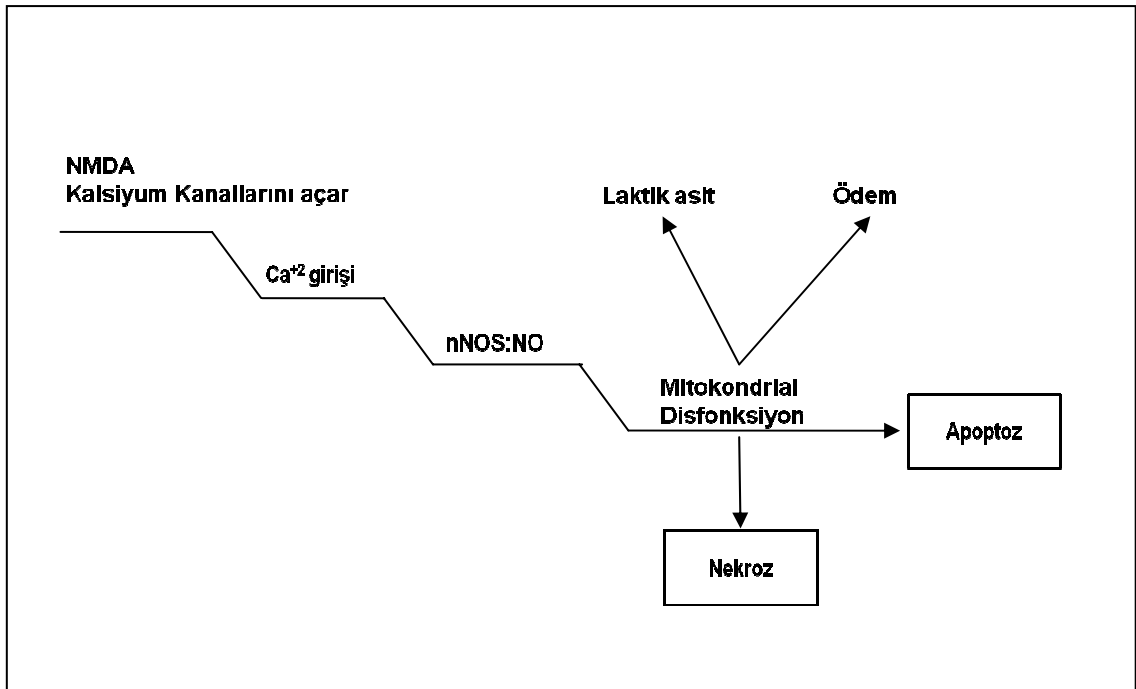 NMDA
Kalsiyum Kanallarını açar
Laktik asit
Ödem
Ca⁺² girişi
nNOS:NO
Mitokondrial
Disfonksiyon
Apoptoz
Nekroz